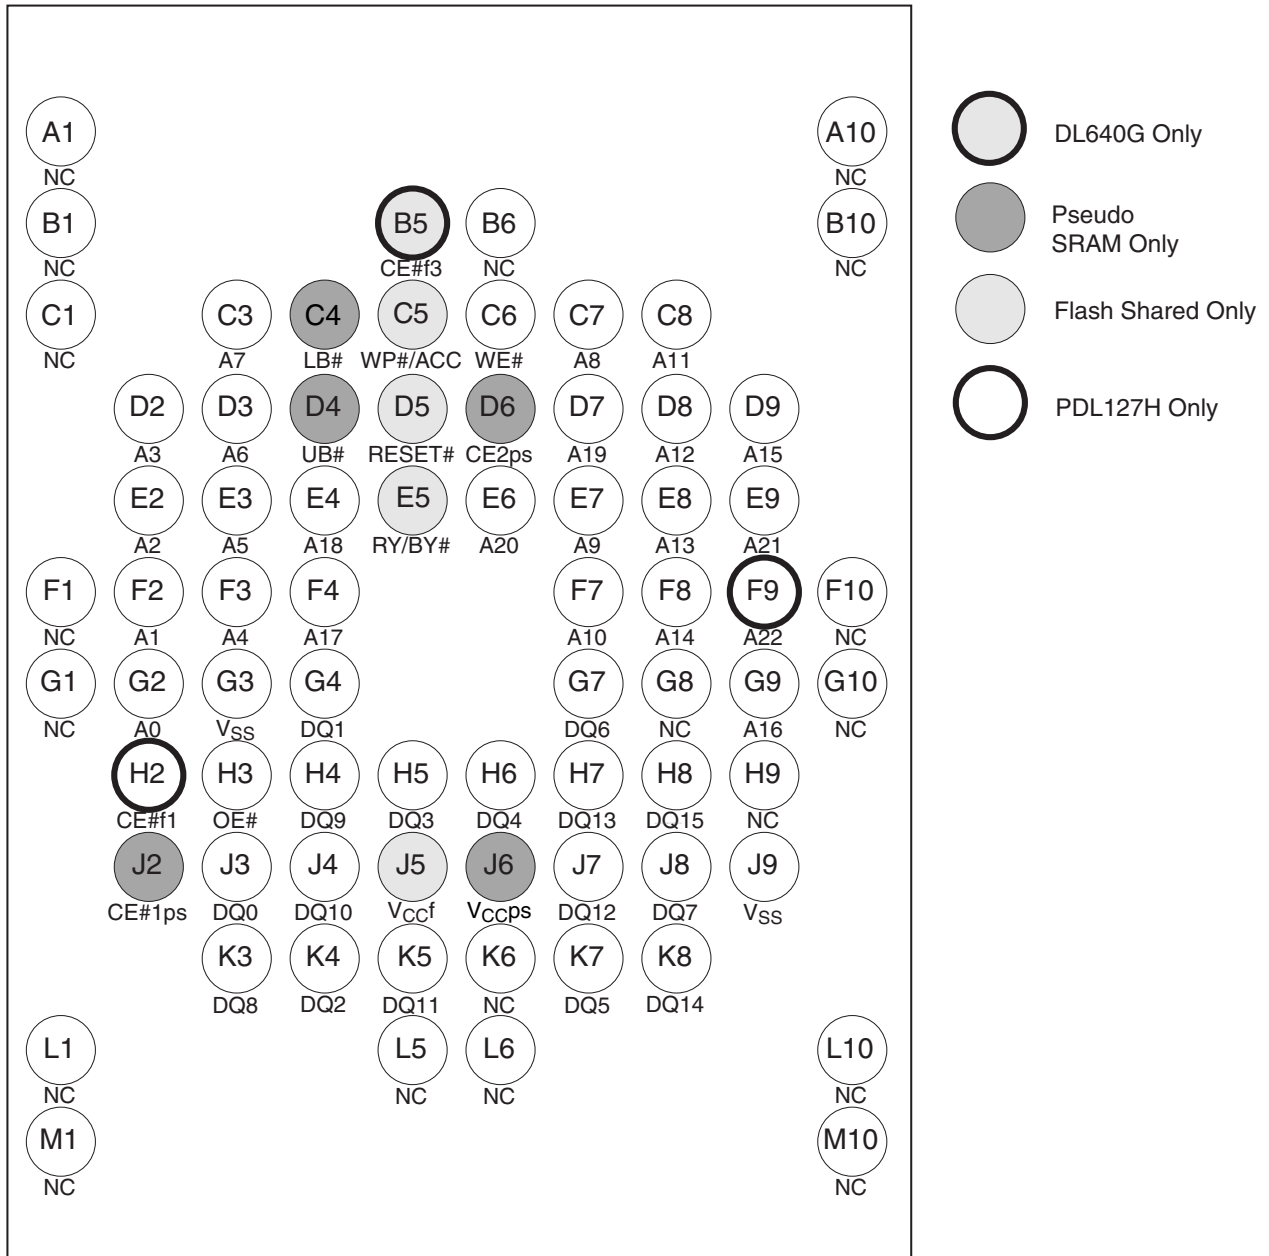 A1 A10
NC NC
B1 B5 B6 B10
NC CE#f3 NC NC
C1 C3 C4 C5 C6 C7 C8
NC A7 LB# WP#/ACC WE# A8 A11
D2 D3 D4 D5 D6 D7 D8 D9
A3 A6 UB# RESET# CE2ps A19 A12 A15
E2 E3 E4 E5 E6 E7 E8 E9
A2 A5 A18 RY/BY# A20 A9 A13 A21
F1 F2 F3 F4 F7 F8 F9 F10
NC A1 A4 A17 A10 A14 A22 NC
G1 G2 G3 G4 G7 G8 G9 G10
NC A0 VSS DQ1 DQ6 NC A16 NC
H2 H3 H4 H5 H6 H7 H8 H9
CE#f1 OE# DQ9 DQ3 DQ4 DQ13 DQ15 NC
J2 J3 J4 J5 J6 J7 J8 J9
CE#1ps DQ0 DQ10 VCCf VCCps DQ12 DQ7 VSS
K3 K4 K5 K6 K7 K8
DQ8 DQ2 DQ11 NC DQ5 DQ14
L1 L5 L6 L10
NC NC NC NC
M1 M10
NC NC
DL640G Only
Pseudo
SRAM Only
Flash Shared Only
PDL127H Only